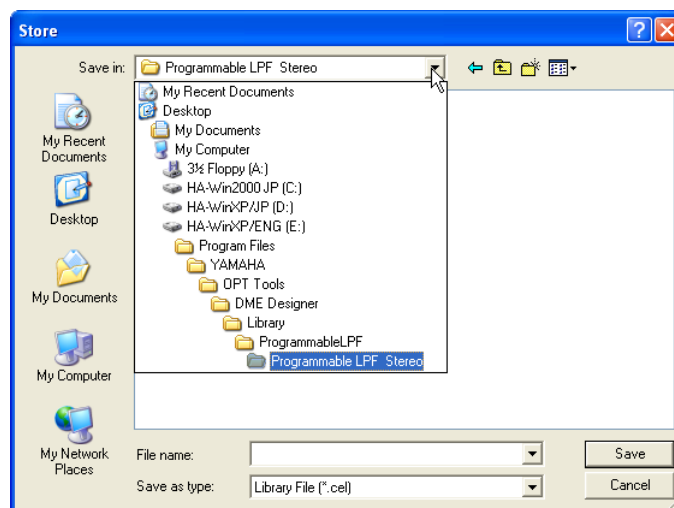 Store
Save in: Programmable LPF Stereo
My Recent Documents
Desktop
My Documents
My Computer
3½ Floppy (A:)
HA-Win2000JP (C:)
HA-WinXP/JP (D:)
HA-WinXP/ENG (E:)
Program Files
YAMAHA
OPT Tools
DME Designer
Library
ProgrammableLPF
Programmable LPF Stereo
My Recent
Documents
Desktop
My Documents
My Computer
My Network
Places
File name:
Save
Save as type: Library File (*.cel)
Cancel